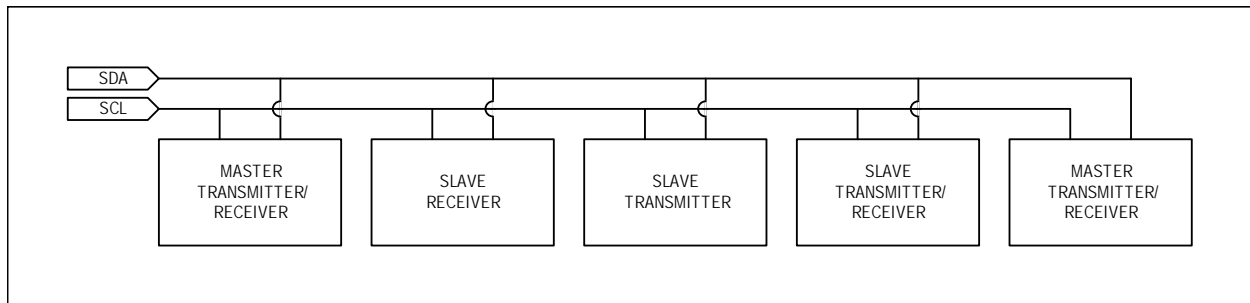 SDA
SCL
MASTER
TRANSMITTER/
RECEIVER
SLAVE
RECEIVER
SLAVE
TRANSMITTER
SLAVE
TRANSMITTER/
RECEIVER
MASTER
TRANSMITTER/
RECEIVER